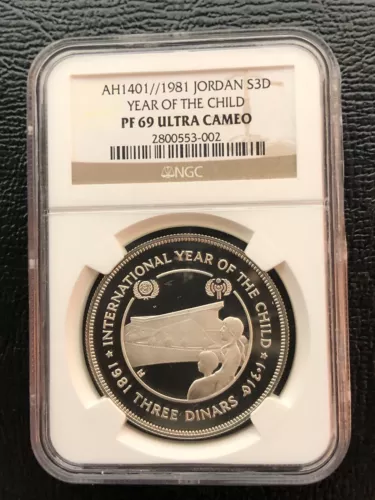 AH1401//1981 JORDAN S3D
YEAR OF THE CHILD
PF 69 ULTRA CAMEO
2800553-002
NGC
INTERNATIONAL YEAR OF THE CHILD
1981 THREE DINARS ١٤٠١